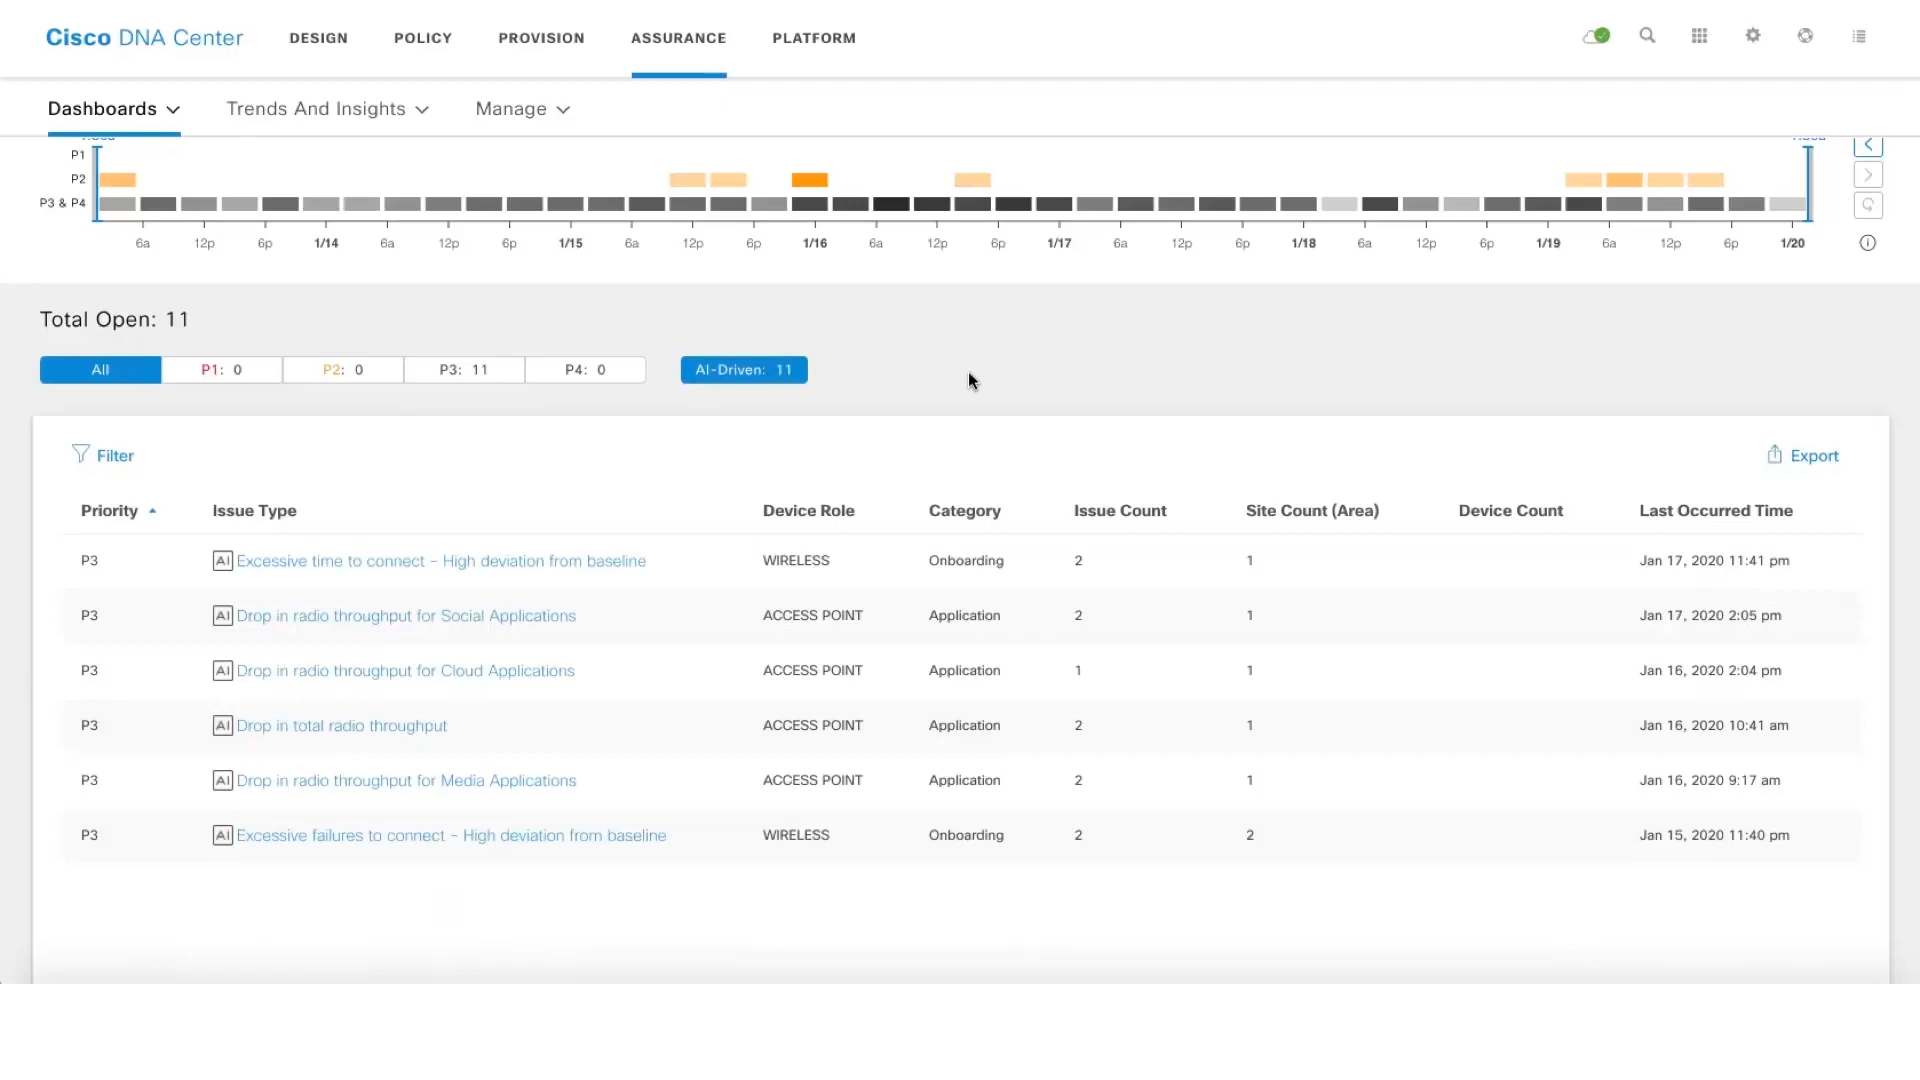 Cisco DNA Center DESIGN POLICY PROVISION ASSURANCE PLATFORM
Dashboards Trends And Insights Manage
P1
P2
P3 & P4
6a 12p 6p 1/14 6a 12p 6p 1/15 6a 12p 6p 1/16 6a 12p 6p 1/17 6a 12p 6p 1/18 6a 12p 6p 1/19 6a 12p 6p 1/20
Total Open: 11
All P1: 0 P2: 0 P3: 11 P4: 0 AI-Driven: 11
Filter Export
Priority Issue Type Device Role Category Issue Count Site Count (Area) Device Count Last Occurred Time
P3 AI Excessive time to connect – High deviation from baseline WIRELESS Onboarding 2 1 Jan 17, 2020 11:41 pm
P3 AI Drop in radio throughput for Social Applications ACCESS POINT Application 2 1 Jan 17, 2020 2:05 pm
P3 AI Drop in radio throughput for Cloud Applications ACCESS POINT Application 1 1 Jan 16, 2020 2:04 pm
P3 AI Drop in total radio throughput ACCESS POINT Application 2 1 Jan 16, 2020 10:41 am
P3 AI Drop in radio throughput for Media Applications ACCESS POINT Application 2 1 Jan 16, 2020 9:17 am
P3 AI Excessive failures to connect – High deviation from baseline WIRELESS Onboarding 2 2 Jan 15, 2020 11:40 pm